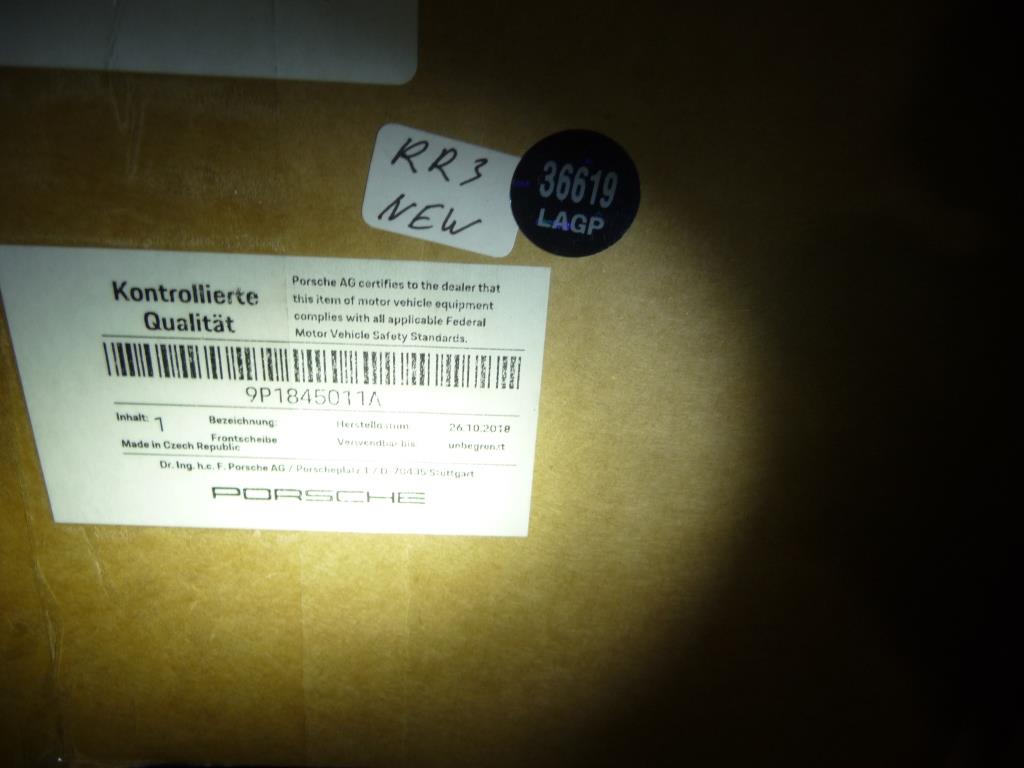 RR3
NEW
36619
LAGP
Kontrollierte
Qualität
Porsche AG certifies to the dealer that
this item of motor vehicle equipment
complies with all applicable Federal
Motor Vehicle Safety Standards.
9P1845011A
Inhalt: 1
Bezeichnung:
Frontscheibe
Herstelldatum
26.10.2018
Made in Czech Republic
Verwendbar bis:
unbegrenzt
Dr. Ing. h.c. F. Porsche AG / Porscheplatz 1 / D-70435 Stuttgart
PORSCHE